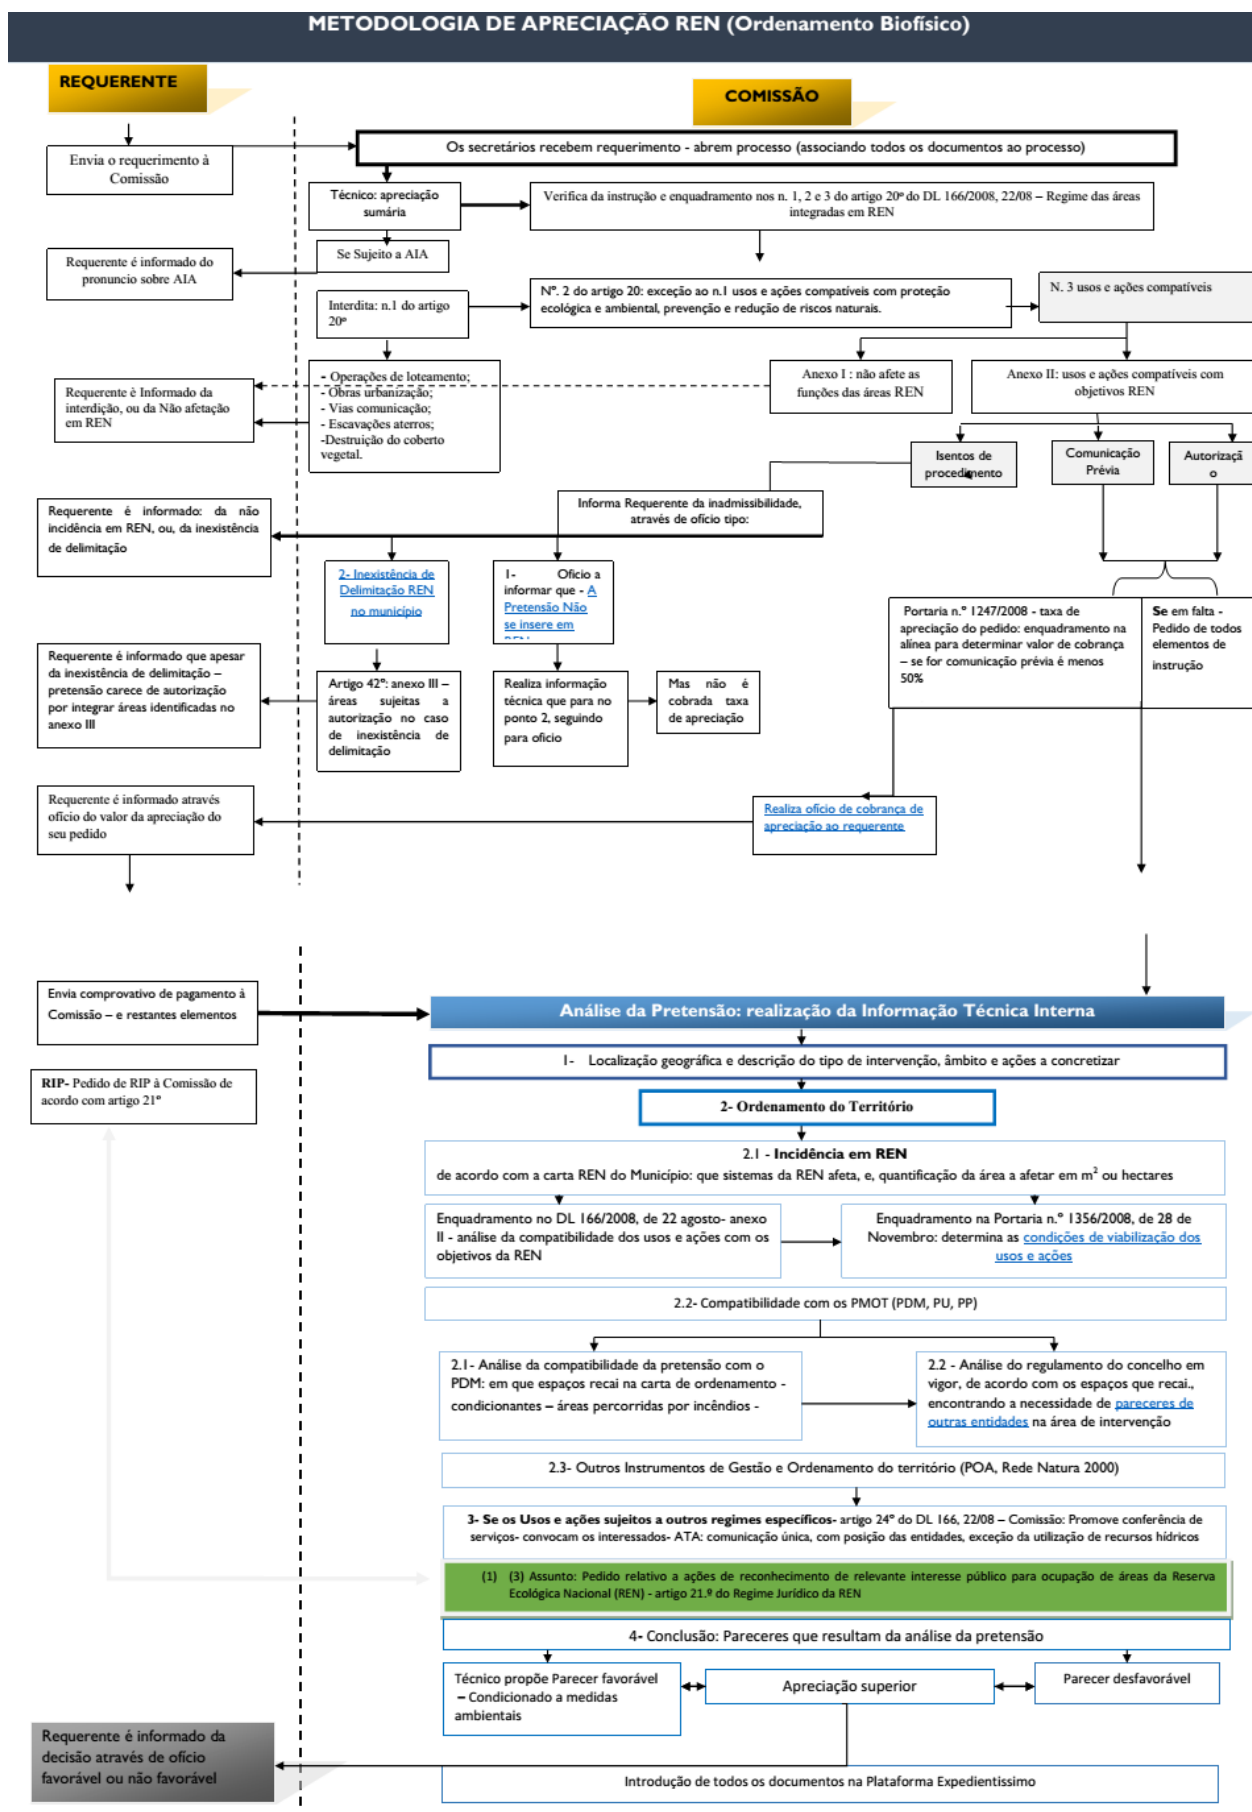 METODOLOGIA DE APRECIAÇÃO REN (Ordenamento Biofísico)
REQUERENTE
COMISSÃO
Envia o requerimento à
Comissão
Os secretários recebem requerimento - abrem processo (associando todos os documentos ao processo)
Técnico: apreciação
sumária
Verifica da instrução e enquadramento nos n. 1, 2 e 3 do artigo 20º do DL 166/2008, 22/08 – Regime das áreas
integradas em REN
Se Sujeito a AIA
Requerente é informado do
pronuncio sobre AIA
Interdita: n.1 do artigo
20º
Nº. 2 do artigo 20: exceção ao n.1 usos e ações compatíveis com proteção
ecológica e ambiental, prevenção e redução de riscos naturais.
N. 3 usos e ações compatíveis
- Operações de loteamento;
- Obras urbanização;
- Vias comunicação;
- Escavações aterros;
-Destruição do coberto
vegetal.
Anexo I : não afete as
funções das áreas REN
Anexo II: usos e ações compatíveis com
objetivos REN
Requerente è Informado da
interdição, ou da Não afetação
em REN
Isentos de
procedimento
Comunicação
Prévia
Autorizaçã
o
Informa Requerente da inadmissibilidade,
através de ofício tipo:
Requerente é informado: da não
incidência em REN, ou, da inexistência
de delimitação
2- Inexistência de
Delimitação REN
no município
1- Oficio a
informar que - A
Pretensão Não
se insere em
REN
Portaria n.º 1247/2008 - taxa de
apreciação do pedido: enquadramento na
alínea para determinar valor de cobrança
– se for comunicação prévia é menos
50%
Se em falta -
Pedido de todos
elementos de
instrução
Requerente é informado que apesar
da inexistência de delimitação –
pretensão carece de autorização
por integrar áreas identificadas no
anexo III
Artigo 42º: anexo III –
áreas sujeitas a
autorização no caso
de inexistência de
delimitação
Realiza informação
técnica que para no
ponto 2, seguindo
para oficio
Mas não é
cobrada taxa
de apreciação
Requerente é informado através
ofício do valor da apreciação do
seu pedido
Realiza ofício de cobrança de
apreciação ao requerente
Envia comprovativo de pagamento á
Comissão – e restantes elementos
Análise da Pretensão: realização da Informação Técnica Interna
1- Localização geográfica e descrição do tipo de intervenção, âmbito e ações a concretizar
RIP- Pedido de RIP à Comissão de
acordo com artigo 21º
2- Ordenamento do Território
2.1 - Incidência em REN
de acordo com a carta REN do Município: que sistemas da REN afeta, e, quantificação da área a afetar em m² ou hectares
Enquadramento no DL 166/2008, de 22 agosto- anexo
II - análise da compatibilidade dos usos e ações com os
objetivos da REN
Enquadramento na Portaria n.º 1356/2008, de 28 de
Novembro: determina as condições de viabilização dos
usos e ações
2.2- Compatibilidade com os PMOT (PDM, PU, PP)
2.1- Análise da compatibilidade da pretensão com o
PDM: em que espaços recai na carta de ordenamento -
condicionantes – áreas percorridas por incêndios -
2.2 - Análise do regulamento do concelho em
vigor, de acordo com os espaços que recai.,
encontrando a necessidade de pareceres de
outras entidades na área de intervenção
2.3- Outros Instrumentos de Gestão e Ordenamento do território (POA, Rede Natura 2000)
3- Se os Usos e ações sujeitos a outros regimes específicos- artigo 24º do DL 166, 22/08 – Comissão: Promove conferência de
serviços- convocam os interessados- ATA: comunicação única, com posição das entidades, exceção da utilização de recursos hídricos
(1) (3) Assunto: Pedido relativo a ações de reconhecimento de relevante interesse público para ocupação de áreas da Reserva
Ecológica Nacional (REN) - artigo 21.º do Regime Jurídico da REN
4- Conclusão: Pareceres que resultam da análise da pretensão
Técnico propõe Parecer favorável
– Condicionado a medidas
ambientais
Apreciação superior
Parecer desfavorável
Requerente é informado da
decisão através de ofício
favorável ou não favorável
Introdução de todos os documentos na Plataforma Expedientissimo